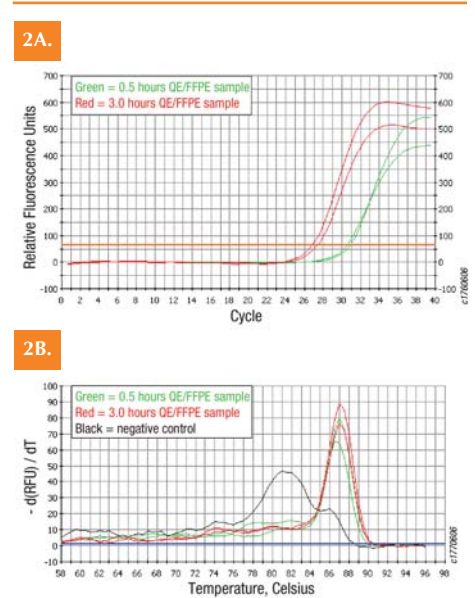 2A.
Green = 0.5 hours QE/FFPE sample
Red = 3.0 hours QE/FFPE sample
Relative Fluorescence Units
700
600
500
400
300
200
100
0
-100
700
600
500
400
300
200
100
0
-100
0 2 4 6 8 10 12 14 16 18 20 22 24 26 28 30 32 34 36 38 40
Cycle
c1760606
2B.
Green = 0.5 hours QE/FFPE sample
Red = 3.0 hours QE/FFPE sample
Black = negative control
- d(RFU) / dT
100
90
80
70
60
50
40
30
20
10
0
-10
58 60 62 64 66 68 70 72 74 76 78 80 82 84 86 88 90 92 94 96 98
Temperature, Celsius
c1770606